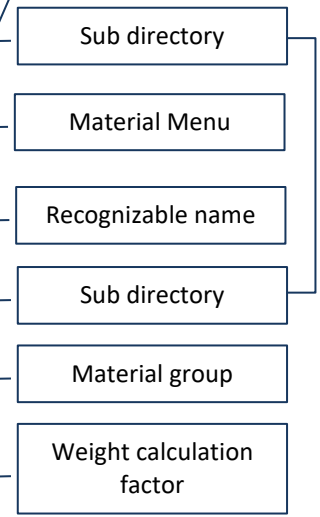 Sub directory
Material Menu
Recognizable name
Sub directory
Material group
Weight calculation
factor